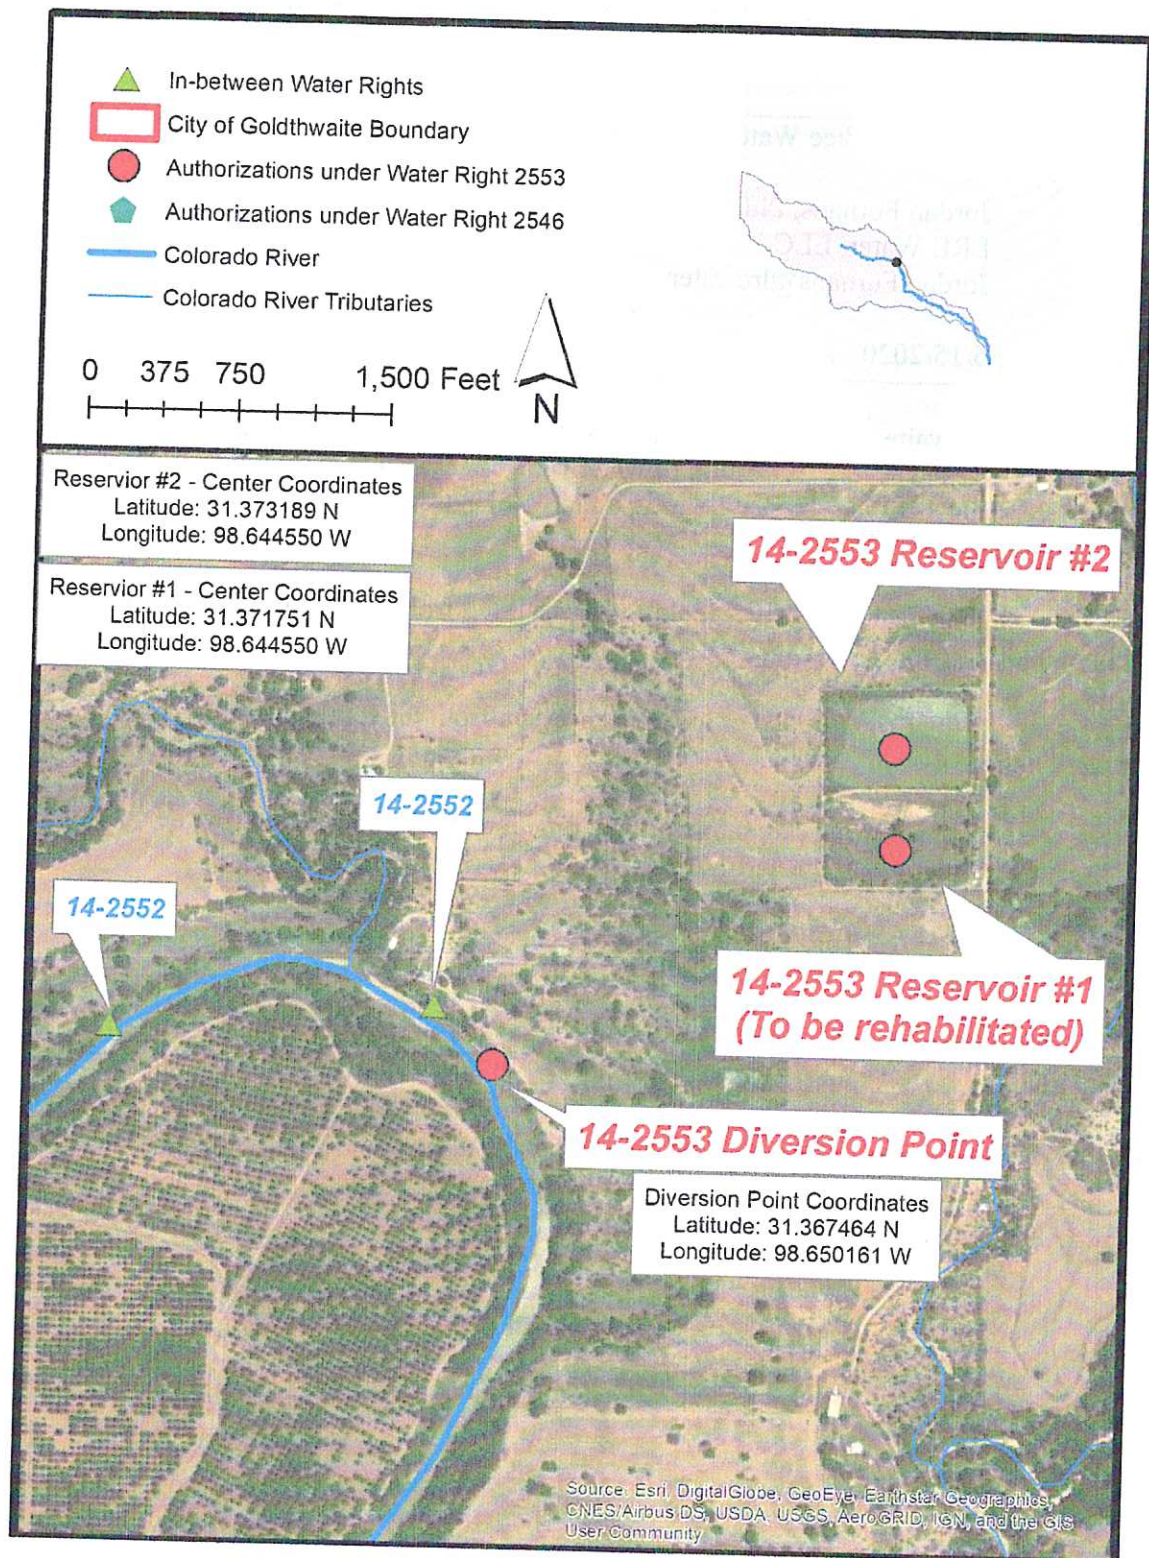 In-between Water Rights
City of Goldthwaite Boundary
Authorizations under Water Right 2553
Authorizations under Water Right 2546
Colorado River
Colorado River Tributaries
0 375 750 1,500 Feet
N
Reservior #2 - Center Coordinates
Latitude: 31.373189 N
Longitude: 98.644550 W
Reservior #1 - Center Coordinates
Latitude: 31.371751 N
Longitude: 98.644550 W
14-2553 Reservoir #2
14-2552
14-2552
14-2553 Reservoir #1
(To be rehabilitated)
14-2553 Diversion Point
Diversion Point Coordinates
Latitude: 31.367464 N
Longitude: 98.650161 W
Source: Esri, DigitalGlobe, GeoEye, Earthstar Geographics,
CNES/Airbus DS, USDA, USGS, AeroGRID, IGN, and the GIS
User Community